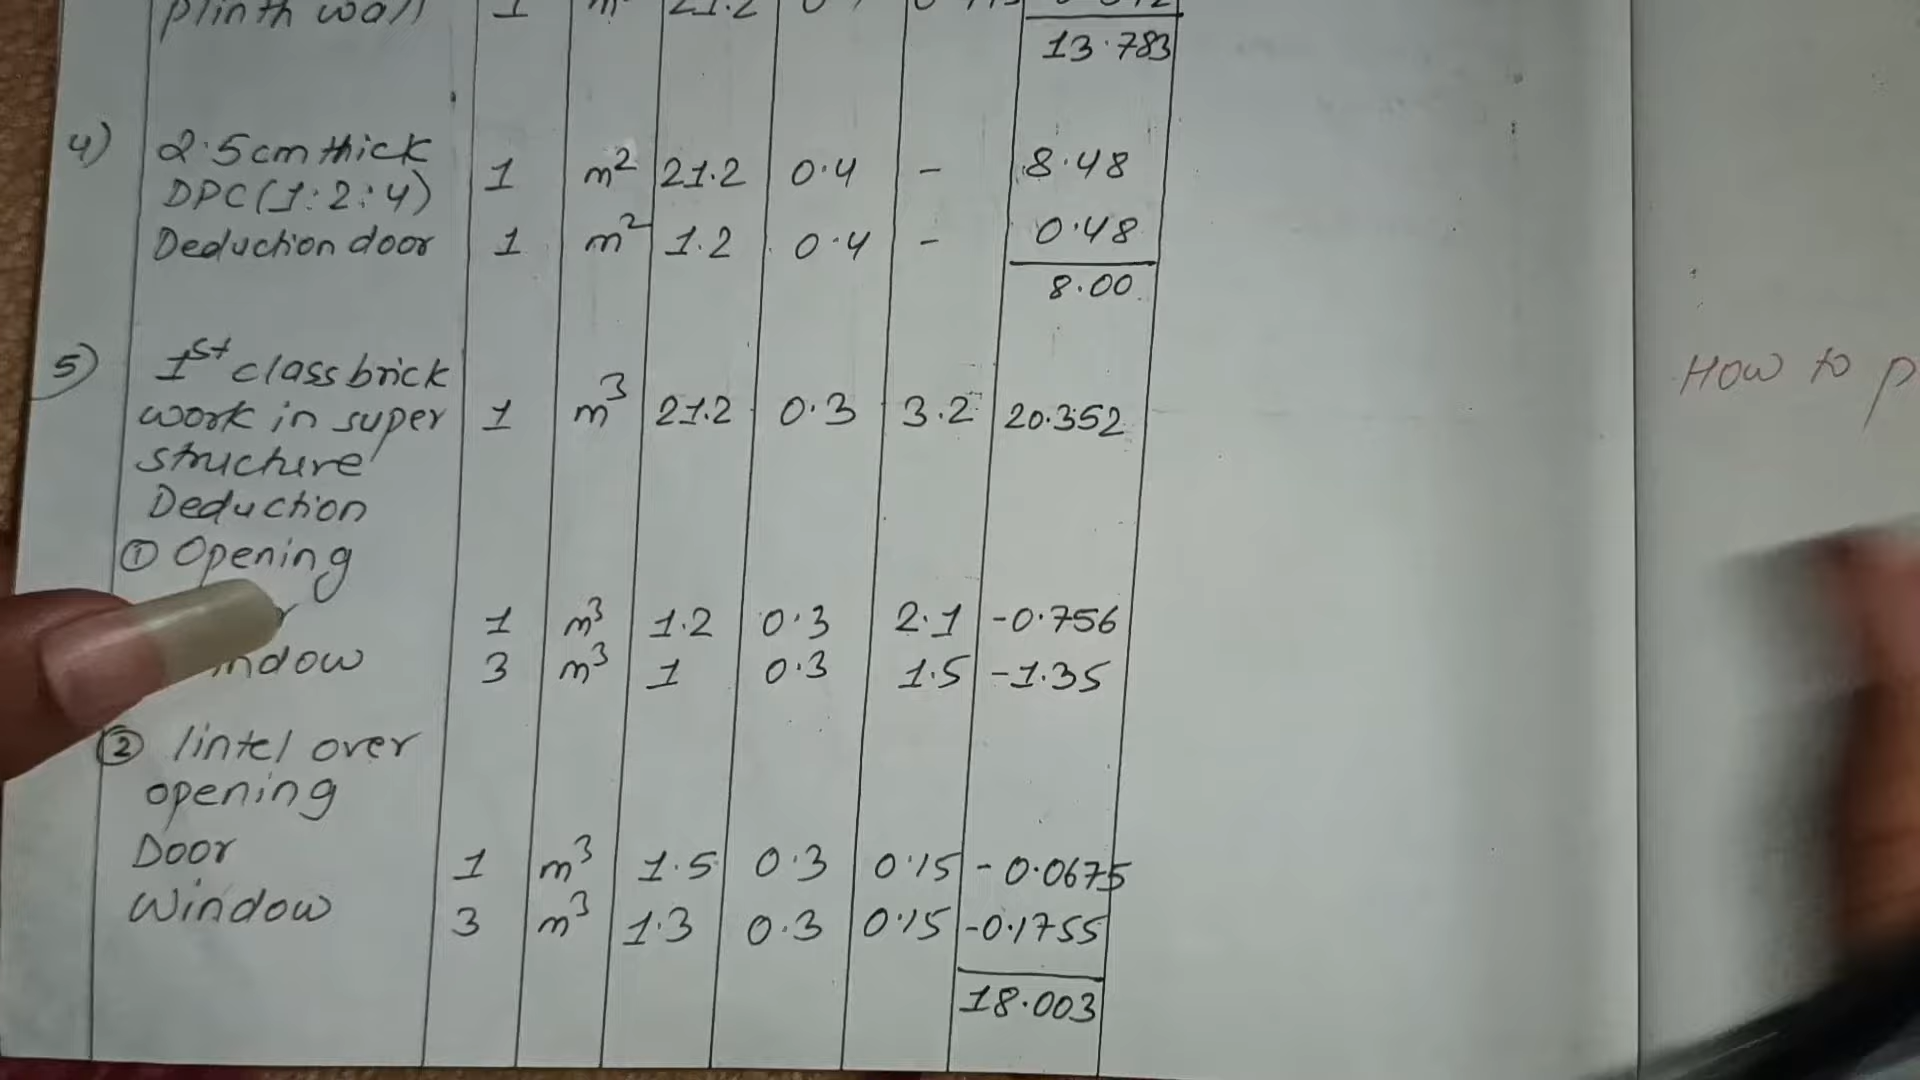 plinth wall 1 21.2
13.783
4) 2.5cm thick
DPC (1:2:4) 1 m2 21.2 0.4 - 8.48
Deduction door 1 m2 1.2 0.4 - 0.48
8.00
5) 1st class brick
work in super 1 m3 21.2 0.3 3.2 20.352
structure
Deduction
① Opening
1 m3 1.2 0.3 2.1 -0.756
3 m3 1 0.3 1.5 -1.35
② lintel over
opening
Door 1 m3 1.5 0.3 0.15 -0.0675
Window 3 m3 1.3 0.3 0.15 -0.1755
18.003
How to